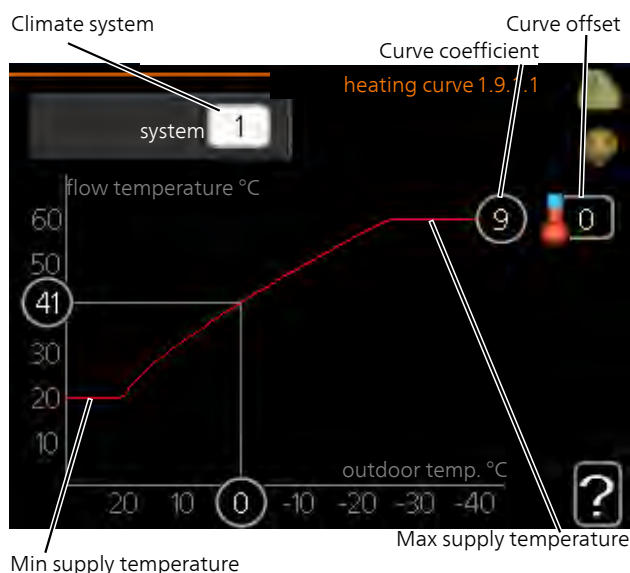 Climate system
Curve offset
Curve coefficient
heating curve 1.9.1.1
system 1
flow temperature °C
60
9
0
50
41
30
20
10
outdoor temp. °C
20 10 0 -10 -20 -30 -40
?
Max supply temperature
Min supply temperature